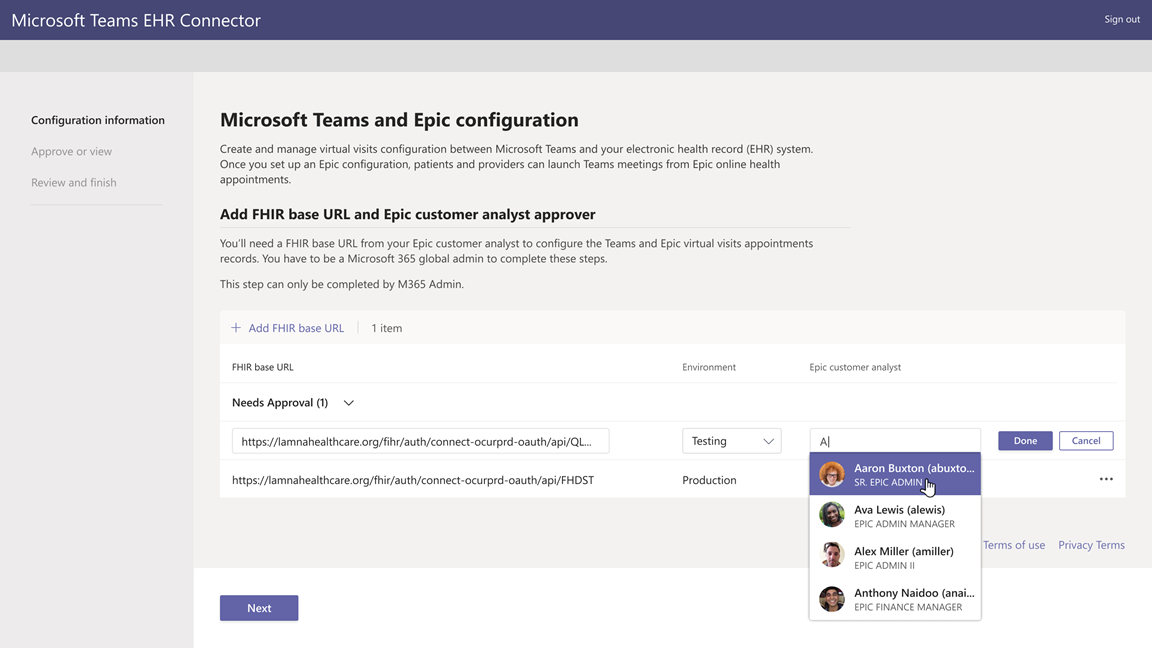 Microsoft Teams EHR Connector
Sign out
Configuration information
Approve or view
Review and finish
Microsoft Teams and Epic configuration
Create and manage virtual visits configuration between Microsoft Teams and your electronic health record (EHR) system.
Once you set up an Epic configuration, patients and providers can launch Teams meetings from Epic online health
appointments.
Add FHIR base URL and Epic customer analyst approver
You'll need a FHIR base URL from your Epic customer analyst to configure the Teams and Epic virtual visits appointments
records. You have to be a Microsoft 365 global admin to complete these steps.
This step can only be completed by M365 Admin.
+ Add FHIR base URL 1 item
FHIR base URL Environment Epic customer analyst
Needs Approval (1)
https://lamnahealthcare.org/fihr/auth/connect-ocurprd-oauth/api/QL... Testing A Done Cancel
https://lamnahealthcare.org/fhir/auth/connect-ocurprd-oauth/api/FHDST Production ...
Aaron Buxton (abuxto...
SR. EPIC ADMIN
Ava Lewis (alewis)
EPIC ADMIN MANAGER
Alex Miller (amiller)
EPIC ADMIN II
Anthony Naidoo (anai...
EPIC FINANCE MANAGER
Terms of use Privacy Terms
Next